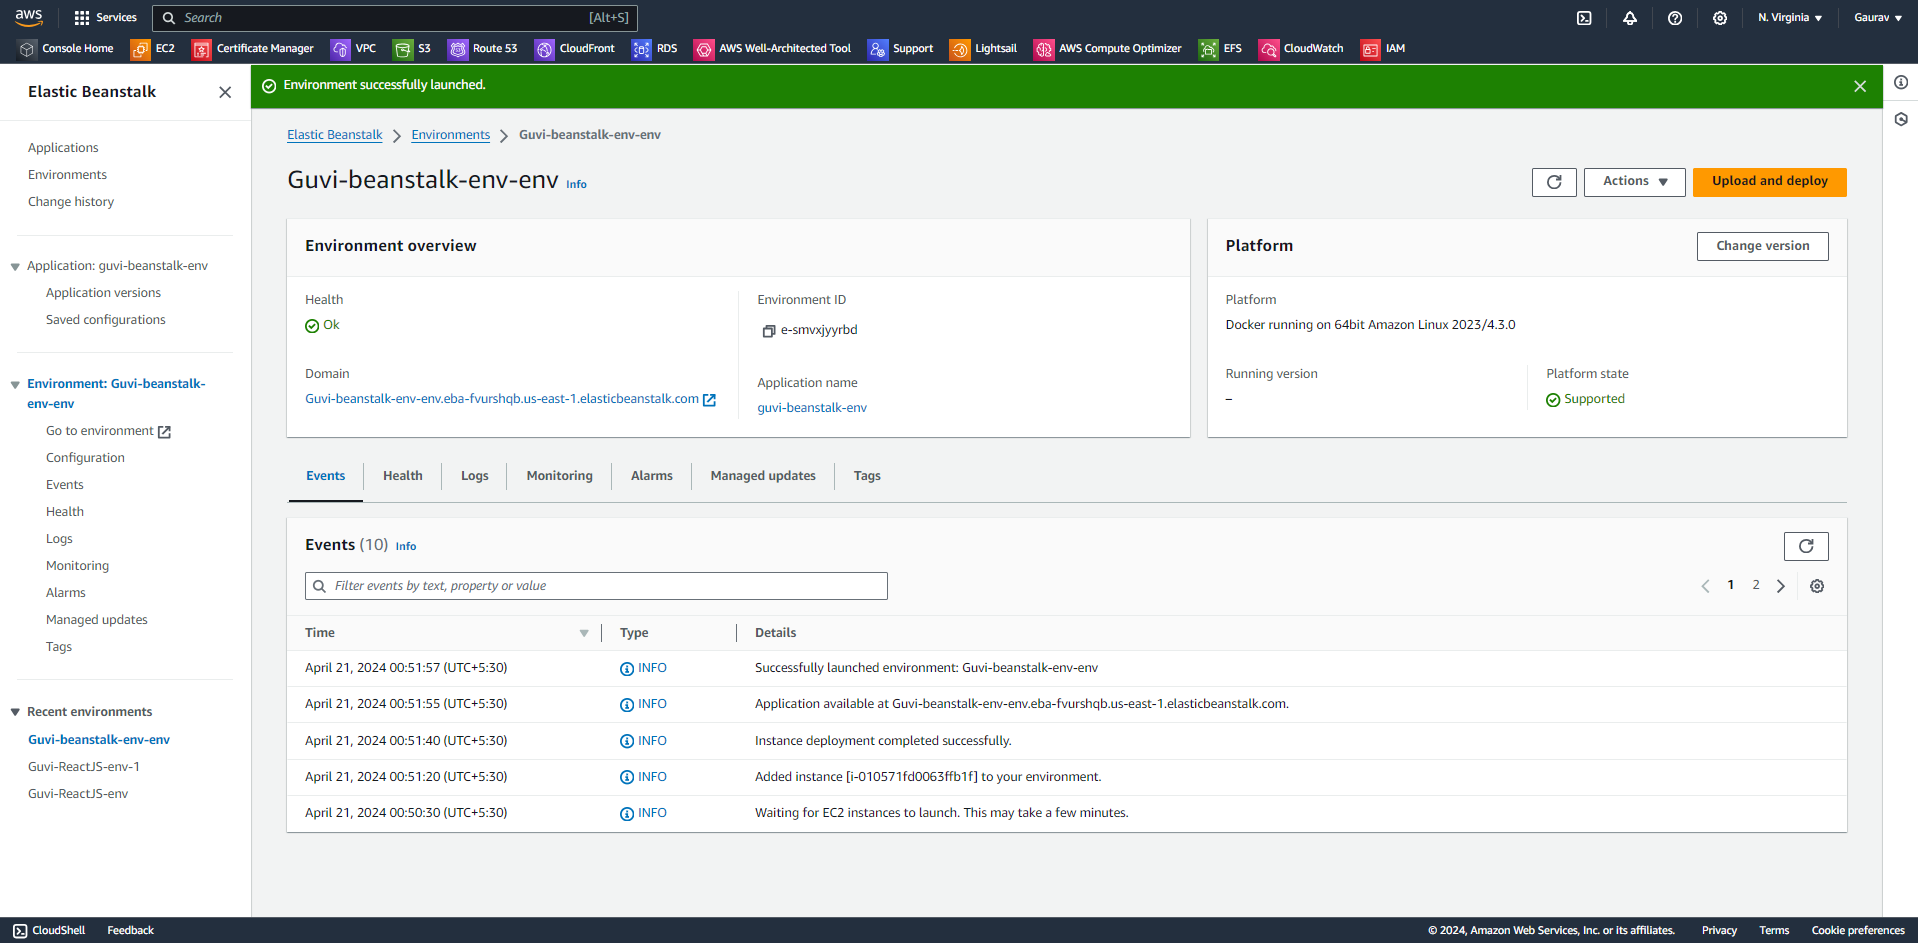 aws
Services
Search
[Alt+S]
N. Virginia
Gaurav
Console Home
EC2
Certificate Manager
VPC
S3
Route 53
CloudFront
RDS
AWS Well-Architected Tool
Support
Lightsail
AWS Compute Optimizer
EFS
CloudWatch
IAM
Elastic Beanstalk
Applications
Environments
Change history
Application: guvi-beanstalk-env
Application versions
Saved configurations
Environment: Guvi-beanstalk-
env-env
Go to environment
Configuration
Events
Health
Logs
Monitoring
Alarms
Managed updates
Tags
Recent environments
Guvi-beanstalk-env-env
Guvi-ReactJS-env-1
Guvi-ReactJS-env
Environment successfully launched.
Elastic Beanstalk
Environments
Guvi-beanstalk-env-env
Guvi-beanstalk-env-env Info
Actions
Upload and deploy
Environment overview
Health
Ok
Domain
Guvi-beanstalk-env-env.eba-fvurshqb.us-east-1.elasticbeanstalk.com
Environment ID
e-smvxjyyrbd
Application name
guvi-beanstalk-env
Platform
Change version
Platform
Docker running on 64bit Amazon Linux 2023/4.3.0
Running version
–
Platform state
Supported
Events
Health
Logs
Monitoring
Alarms
Managed updates
Tags
Events (10) Info
Filter events by text, property or value
1
2
Time
Type
Details
April 21, 2024 00:51:57 (UTC+5:30)
INFO
Successfully launched environment: Guvi-beanstalk-env-env
April 21, 2024 00:51:55 (UTC+5:30)
INFO
Application available at Guvi-beanstalk-env-env.eba-fvurshqb.us-east-1.elasticbeanstalk.com.
April 21, 2024 00:51:40 (UTC+5:30)
INFO
Instance deployment completed successfully.
April 21, 2024 00:51:20 (UTC+5:30)
INFO
Added instance [i-010571fd0063ffb1f] to your environment.
April 21, 2024 00:50:30 (UTC+5:30)
INFO
Waiting for EC2 instances to launch. This may take a few minutes.
CloudShell
Feedback
© 2024, Amazon Web Services, Inc. or its affiliates.
Privacy
Terms
Cookie preferences